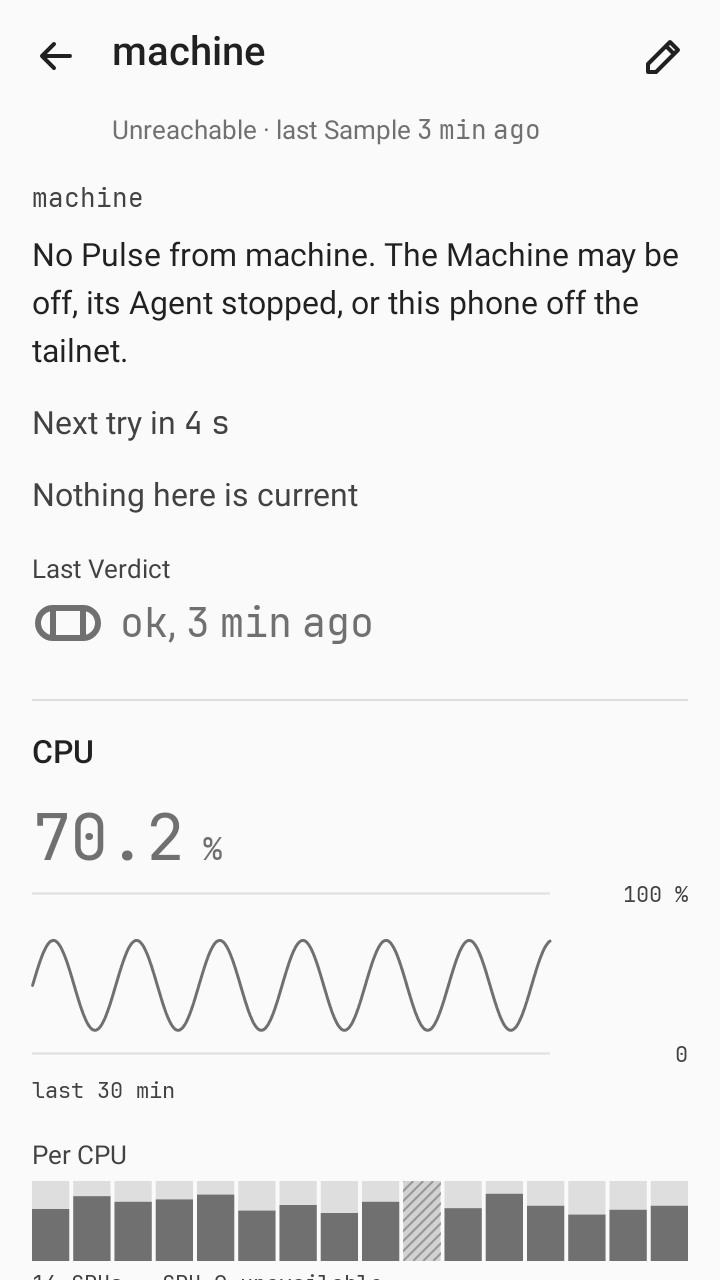 machine
Unreachable · last Sample 3 min ago
machine
No Pulse from machine. The Machine may be
off, its Agent stopped, or this phone off the
tailnet.
Next try in 4 s
Nothing here is current
Last Verdict
ok, 3 min ago
CPU
70.2 %
100 %
0
last 30 min
Per CPU